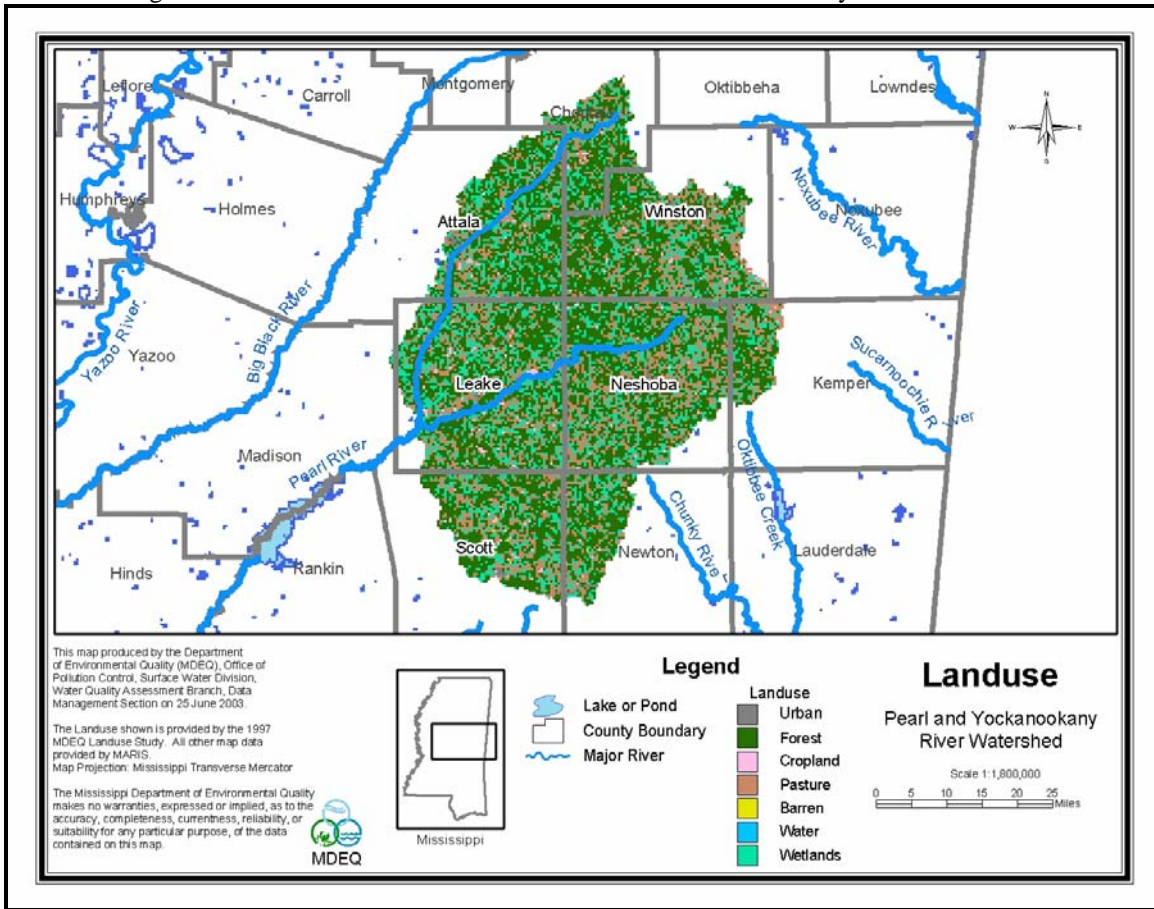 Leflore
Carroll
Montgomery
Oktibbeha
Lowndes
N
W
E
S
Humphreys
Holmes
Attala
Winston
Noxubee
Noxubee River
Yazoo River
Yazoo
Big Black River
Leake
Neshoba
Kemper
Sucarnoochie River
Madison
Pearl River
Oktibbee Creek
Chunky River
Hinds
Rankin
Scott
Newton
Lauderdale
This map produced by the Department
of Environmental Quality (MDEQ), Office of
Pollution Control, Surface Water Division,
Water Quality Assessment Branch, Data
Management Section on 25 June 2003.
The Landuse shown is provided by the 1997
MDEQ Landuse Study. All other map data
provided by MARIS.
Map Projection: Mississippi Transverse Mercator
The Mississippi Department of Environmental Quality
makes no warranties, expressed or implied, as to the
accuracy, completeness, currentness, reliability, or
suitability for any particular purpose, of the data
contained on this map.
MDEQ
Mississippi
Legend
Lake or Pond
County Boundary
Major River
Landuse
Urban
Forest
Cropland
Pasture
Barren
Water
Wetlands
Landuse
Pearl and Yockanookany
River Watershed
Scale 1:1,800,000
0 5 10 15 20 25
Miles